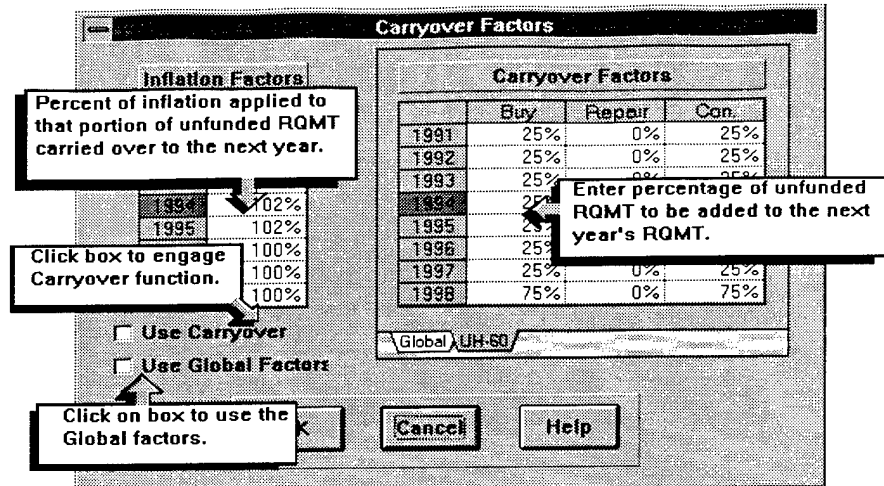 Carryover Factors
Inflation Factors
Percent of inflation applied to
that portion of unfunded RQMT
carried over to the next year.
1994 102%
1995 102%
100%
100%
100%
Click box to engage
Carryover function.
Use Carryover
Use Global Factors
Click on box to use the
Global factors.
Carryover Factors
Buy Repair Con.
1991 25% 0% 25%
1992 25% 0% 25%
1993 25%
1994
1995
1996 25%
1997 25% 0% 25%
1998 75% 0% 75%
Enter percentage of unfunded
RQMT to be added to the next
year's RQMT.
Global UH-60
Cancel Help